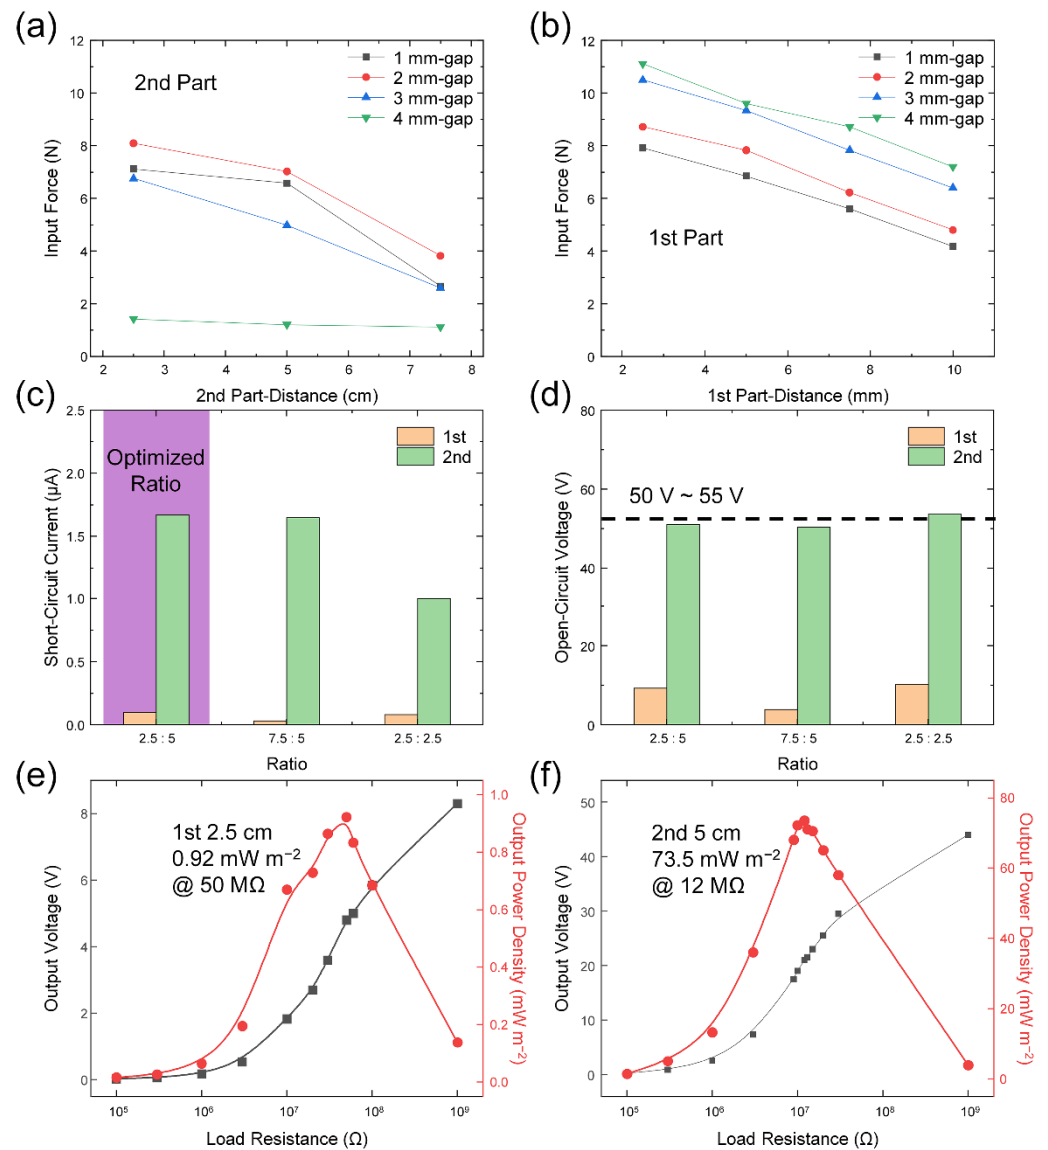 (a)
12
10
8
6
4
2
0
Input Force (N)
2nd Part
1 mm-gap
2 mm-gap
3 mm-gap
4 mm-gap
2 3 4 5 6 7 8
2nd Part-Distance (cm)
(b)
12
10
8
6
4
2
0
Input Force (N)
1 mm-gap
2 mm-gap
3 mm-gap
4 mm-gap
1st Part
2 4 6 8 10
1st Part-Distance (mm)
(c)
2.5
2.0
1.5
1.0
0.5
0.0
Short-Circuit Current (μA)
Optimized
Ratio
1st
2nd
2.5 : 5 7.5 : 5 2.5 : 2.5
Ratio
(d)
80
60
40
20
0
Open-Circuit Voltage (V)
1st
2nd
50 V ~ 55 V
2.5 : 5 7.5 : 5 2.5 : 2.5
Ratio
(e)
8
6
4
2
0
Output Voltage (V)
1st 2.5 cm
0.92 mW m⁻²
@ 50 MΩ
1.0
0.8
0.6
0.4
0.2
0.0
Output Power Density (mW m⁻²)
10⁵ 10⁶ 10⁷ 10⁸ 10⁹
Load Resistance (Ω)
(f)
50
40
30
20
10
0
Output Voltage (V)
2nd 5 cm
73.5 mW m⁻²
@ 12 MΩ
80
60
40
20
0
Output Power Density (mW m⁻²)
10⁵ 10⁶ 10⁷ 10⁸ 10⁹
Load Resistance (Ω)